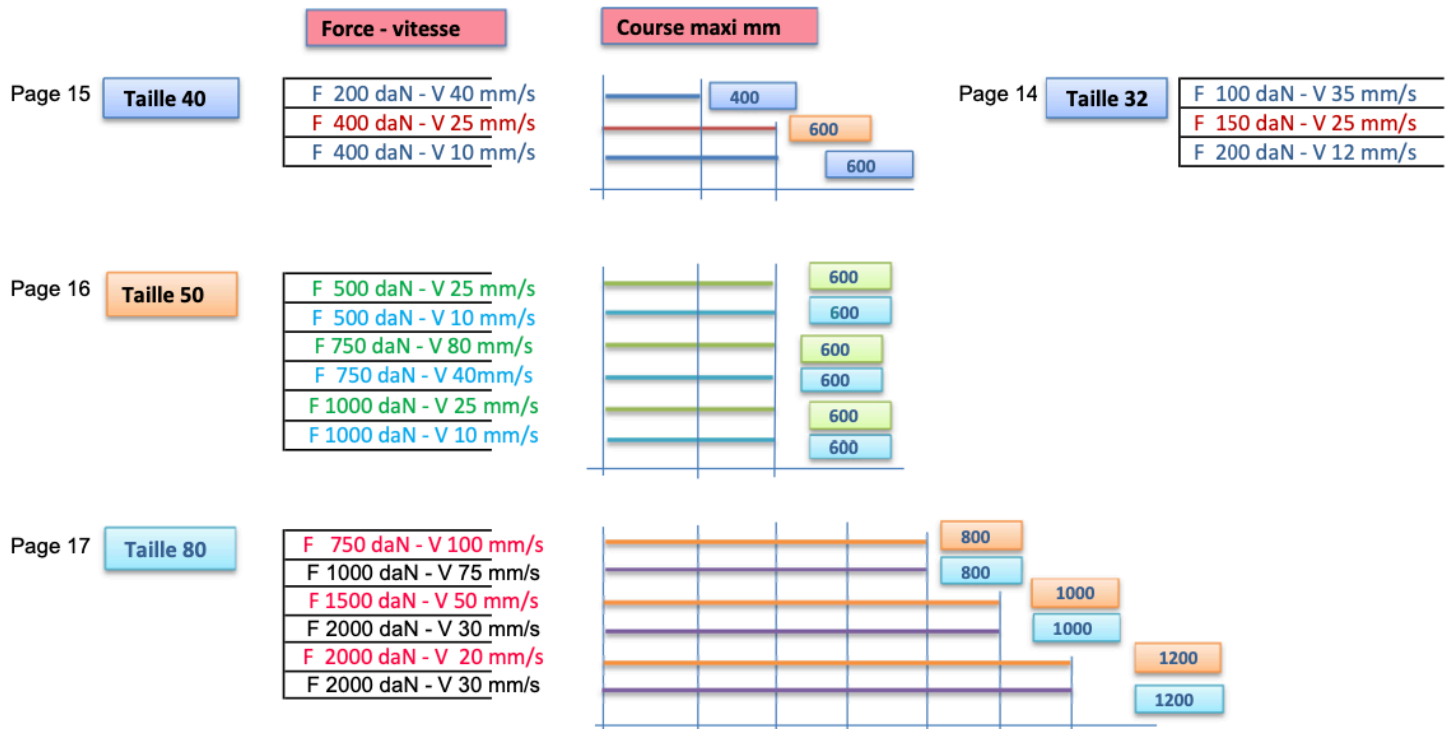 Force - vitesse
Course maxi mm
Page 15
Taille 40
F 200 daN - V 40 mm/s
F 400 daN - V 25 mm/s
F 400 daN - V 10 mm/s
400
600
600
Page 14
Taille 32
F 100 daN - V 35 mm/s
F 150 daN - V 25 mm/s
F 200 daN - V 12 mm/s
Page 16
Taille 50
F 500 daN - V 25 mm/s
F 500 daN - V 10 mm/s
F 750 daN - V 80 mm/s
F 750 daN - V 40mm/s
F 1000 daN - V 25 mm/s
F 1000 daN - V 10 mm/s
600
600
600
600
600
600
Page 17
Taille 80
F 750 daN - V 100 mm/s
F 1000 daN - V 75 mm/s
F 1500 daN - V 50 mm/s
F 2000 daN - V 30 mm/s
F 2000 daN - V 20 mm/s
F 2000 daN - V 30 mm/s
800
800
1000
1000
1200
1200